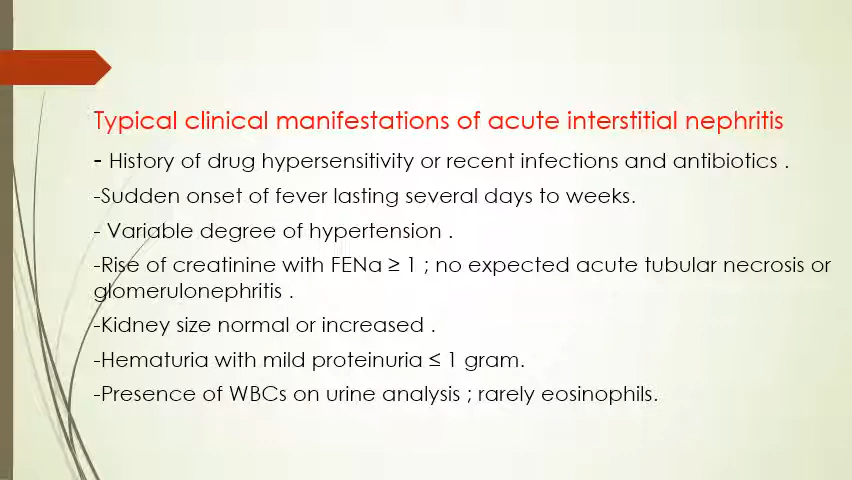 Typical clinical manifestations of acute interstitial nephritis
- History of drug hypersensitivity or recent infections and antibiotics .
-Sudden onset of fever lasting several days to weeks.
- Variable degree of hypertension .
-Rise of creatinine with FENa ≥ 1 ; no expected acute tubular necrosis or
glomerulonephritis .
-Kidney size normal or increased .
-Hematuria with mild proteinuria ≤ 1 gram.
-Presence of WBCs on urine analysis ; rarely eosinophils.